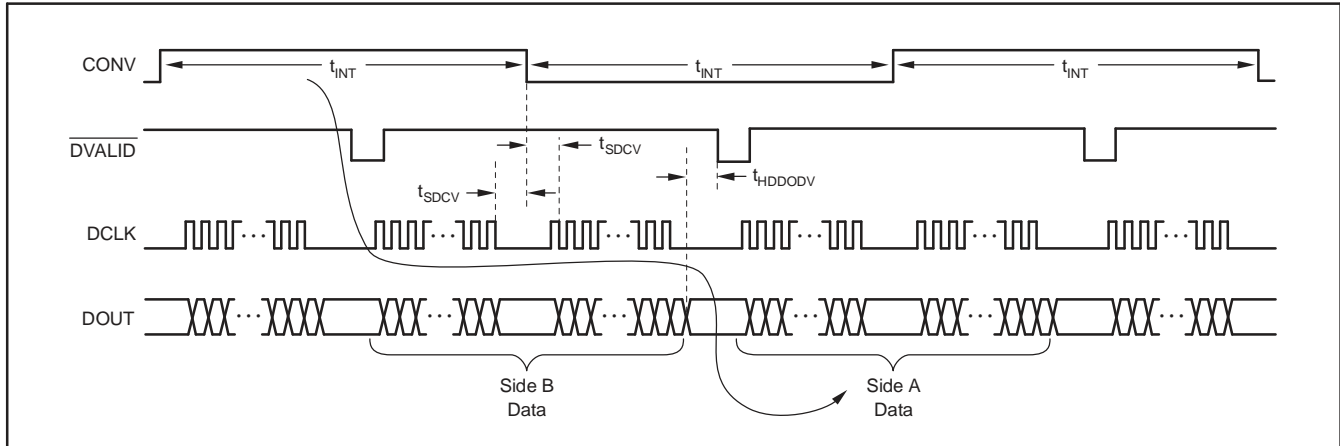 CONV
t_INT
t_INT
t_INT
DVALID
t_SDCV
t_SDCV
t_HDDODV
DCLK
··· ··· ··· ··· ··· ···
DOUT
··· ··· ··· ··· ··· ···
Side B
Data
Side A
Data